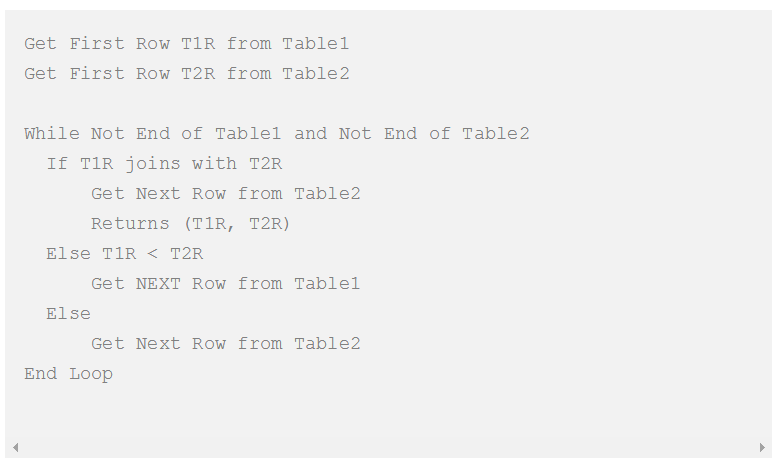 Get First Row T1R from Table1
Get First Row T2R from Table2
While Not End of Table1 and Not End of Table2
If T1R joins with T2R
Get Next Row from Table2
Returns (T1R, T2R)
Else T1R < T2R
Get NEXT Row from Table1
Else
Get Next Row from Table2
End Loop